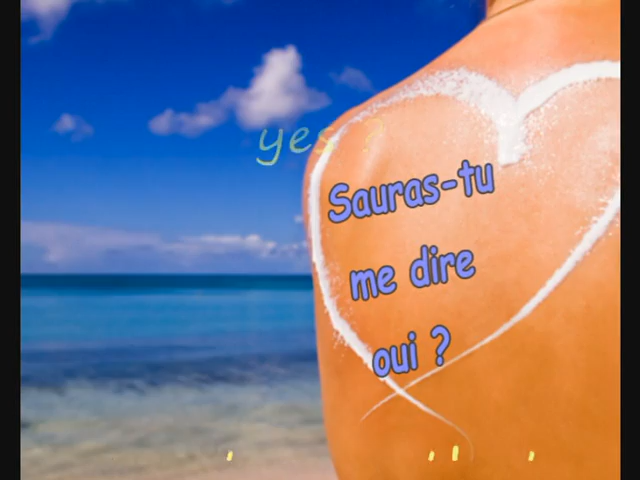 yes ?
Sauras-tu
me dire
oui ?